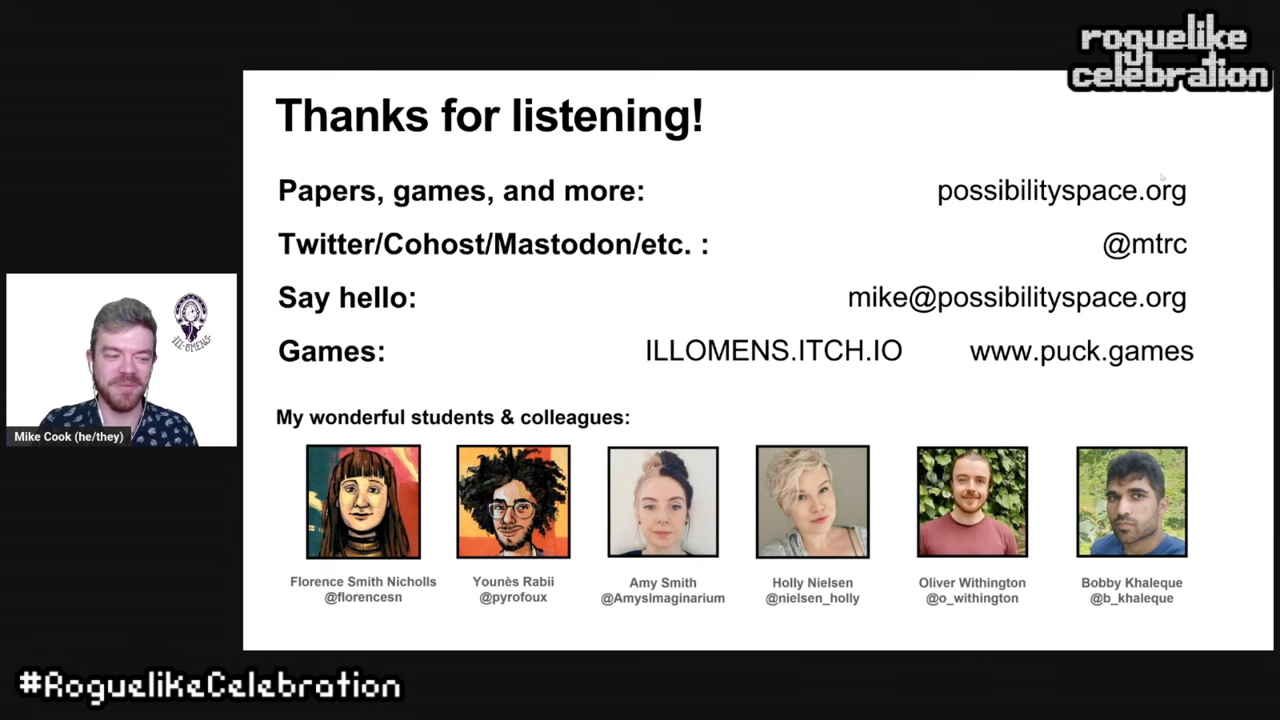 roguelike
celebration
Thanks for listening!
Papers, games, and more: possibilityspace.org
Twitter/Cohost/Mastodon/etc. : @mtrc
Say hello: mike@possibilityspace.org
Games: ILLOMENS.ITCH.IO www.puck.games
ILL-OMENS
Mike Cook (he/they)
My wonderful students & colleagues:
Florence Smith Nicholls
@florencesn
Younès Rabii
@pyrofoux
Amy Smith
@AmysImaginarium
Holly Nielsen
@nielsen_holly
Oliver Withington
@o_withington
Bobby Khaleque
@b_khaleque
#RoguelikeCelebration